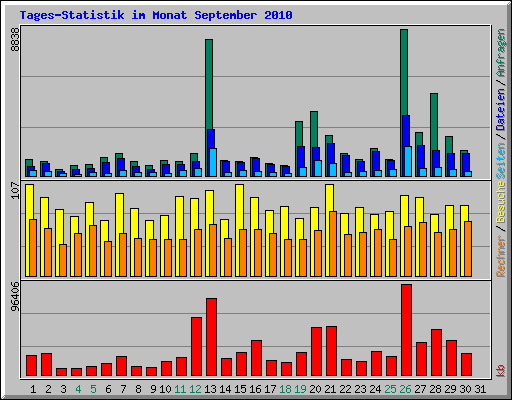 Tages-Statistik im Monat September 2010
8838
107
96406
Rechner / Besuche Seiten / Dateien / Anfragen
kb
1 2 3 4 5 6 7 8 9 10 11 12 13 14 15 16 17 18 19 20 21 22 23 24 25 26 27 28 29 30 31